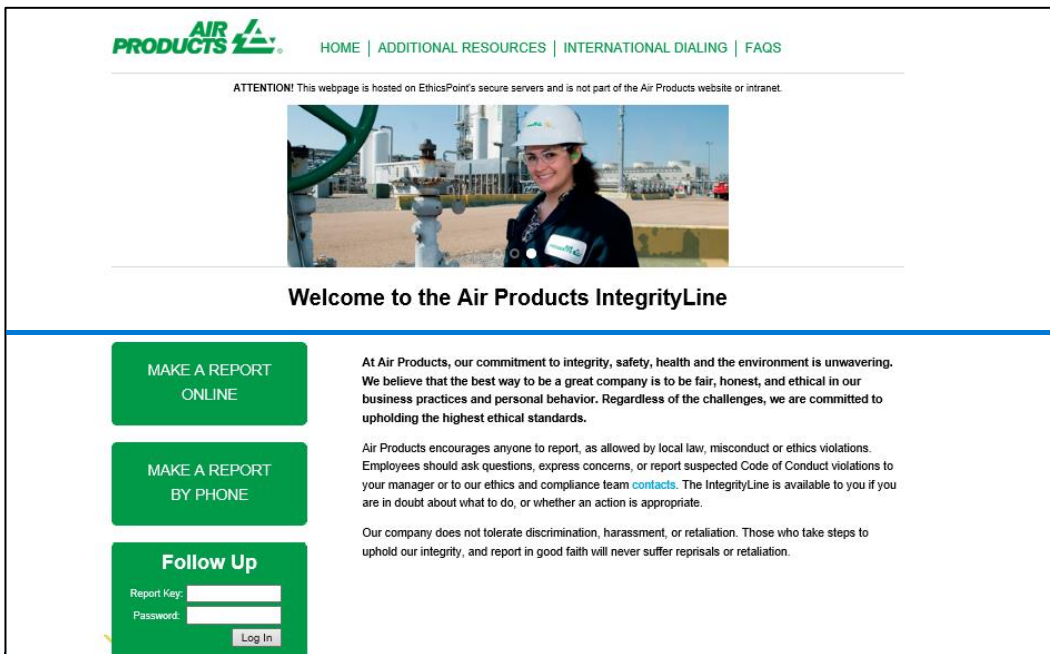 AIR
PRODUCTS
HOME | ADDITIONAL RESOURCES | INTERNATIONAL DIALING | FAQS
ATTENTION! This webpage is hosted on EthicsPoint's secure servers and is not part of the Air Products website or intranet.
Welcome to the Air Products IntegrityLine
MAKE A REPORT
ONLINE
MAKE A REPORT
BY PHONE
Follow Up
Report Key:
Password:
Log In
At Air Products, our commitment to integrity, safety, health and the environment is unwavering.
We believe that the best way to be a great company is to be fair, honest, and ethical in our
business practices and personal behavior. Regardless of the challenges, we are committed to
upholding the highest ethical standards.
Air Products encourages anyone to report, as allowed by local law, misconduct or ethics violations.
Employees should ask questions, express concerns, or report suspected Code of Conduct violations to
your manager or to our ethics and compliance team contacts. The IntegrityLine is available to you if you
are in doubt about what to do, or whether an action is appropriate.
Our company does not tolerate discrimination, harassment, or retaliation. Those who take steps to
uphold our integrity, and report in good faith will never suffer reprisals or retaliation.